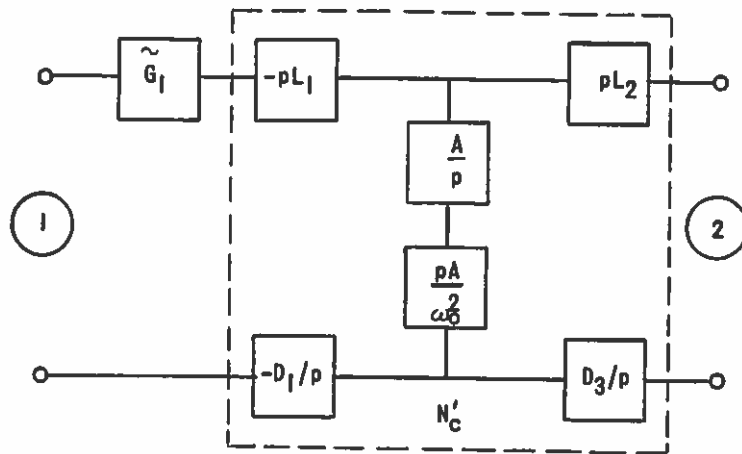 G̃₁
-pL₁
pL₂
A/p
1
2
pA/ω₀²
-D₁/p
D₃/p
N'c